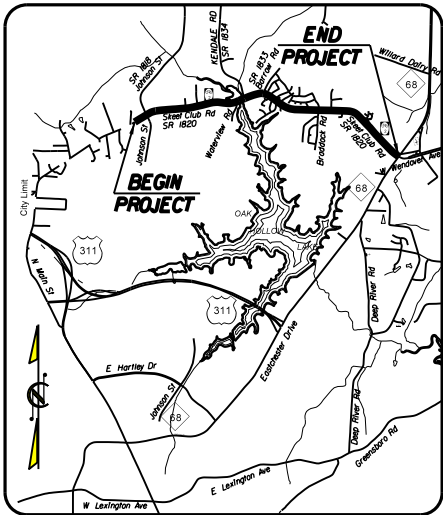 END
PROJECT
KENDALE RD
SR 1834
SR 1833
Barrow Rd
Willard Dairy Rd
68
SR 1818
Johnson St
Skeet Club Rd
SR 1820
Waterview Rd
Braddock Rd
Skeet Club Rd
SR 1820
W Wendover Ave
Johnson St
BEGIN
PROJECT
68
City Limit
OAK
HOLLOW
LAKE
311
N Main St
311
Eastchester Drive
Deep River Rd
E Hartley Dr
Johnson St
68
Deep River Rd
Greensboro Rd
E Lexington Ave
W Lexington Ave